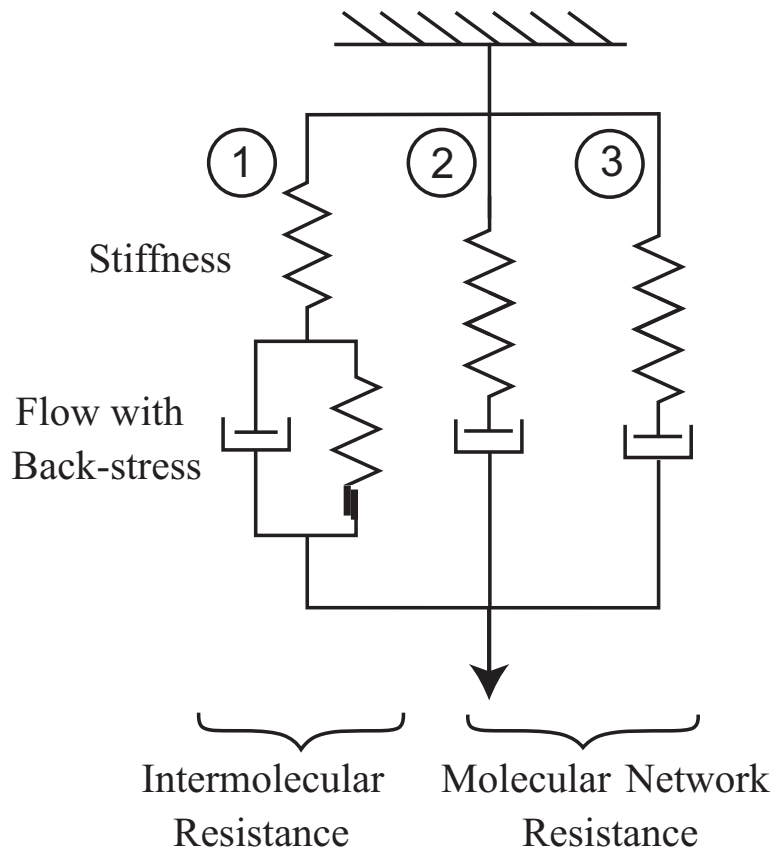 1
2
3
Stiffness
Flow with
Back-stress
Intermolecular
Resistance
Molecular Network
Resistance